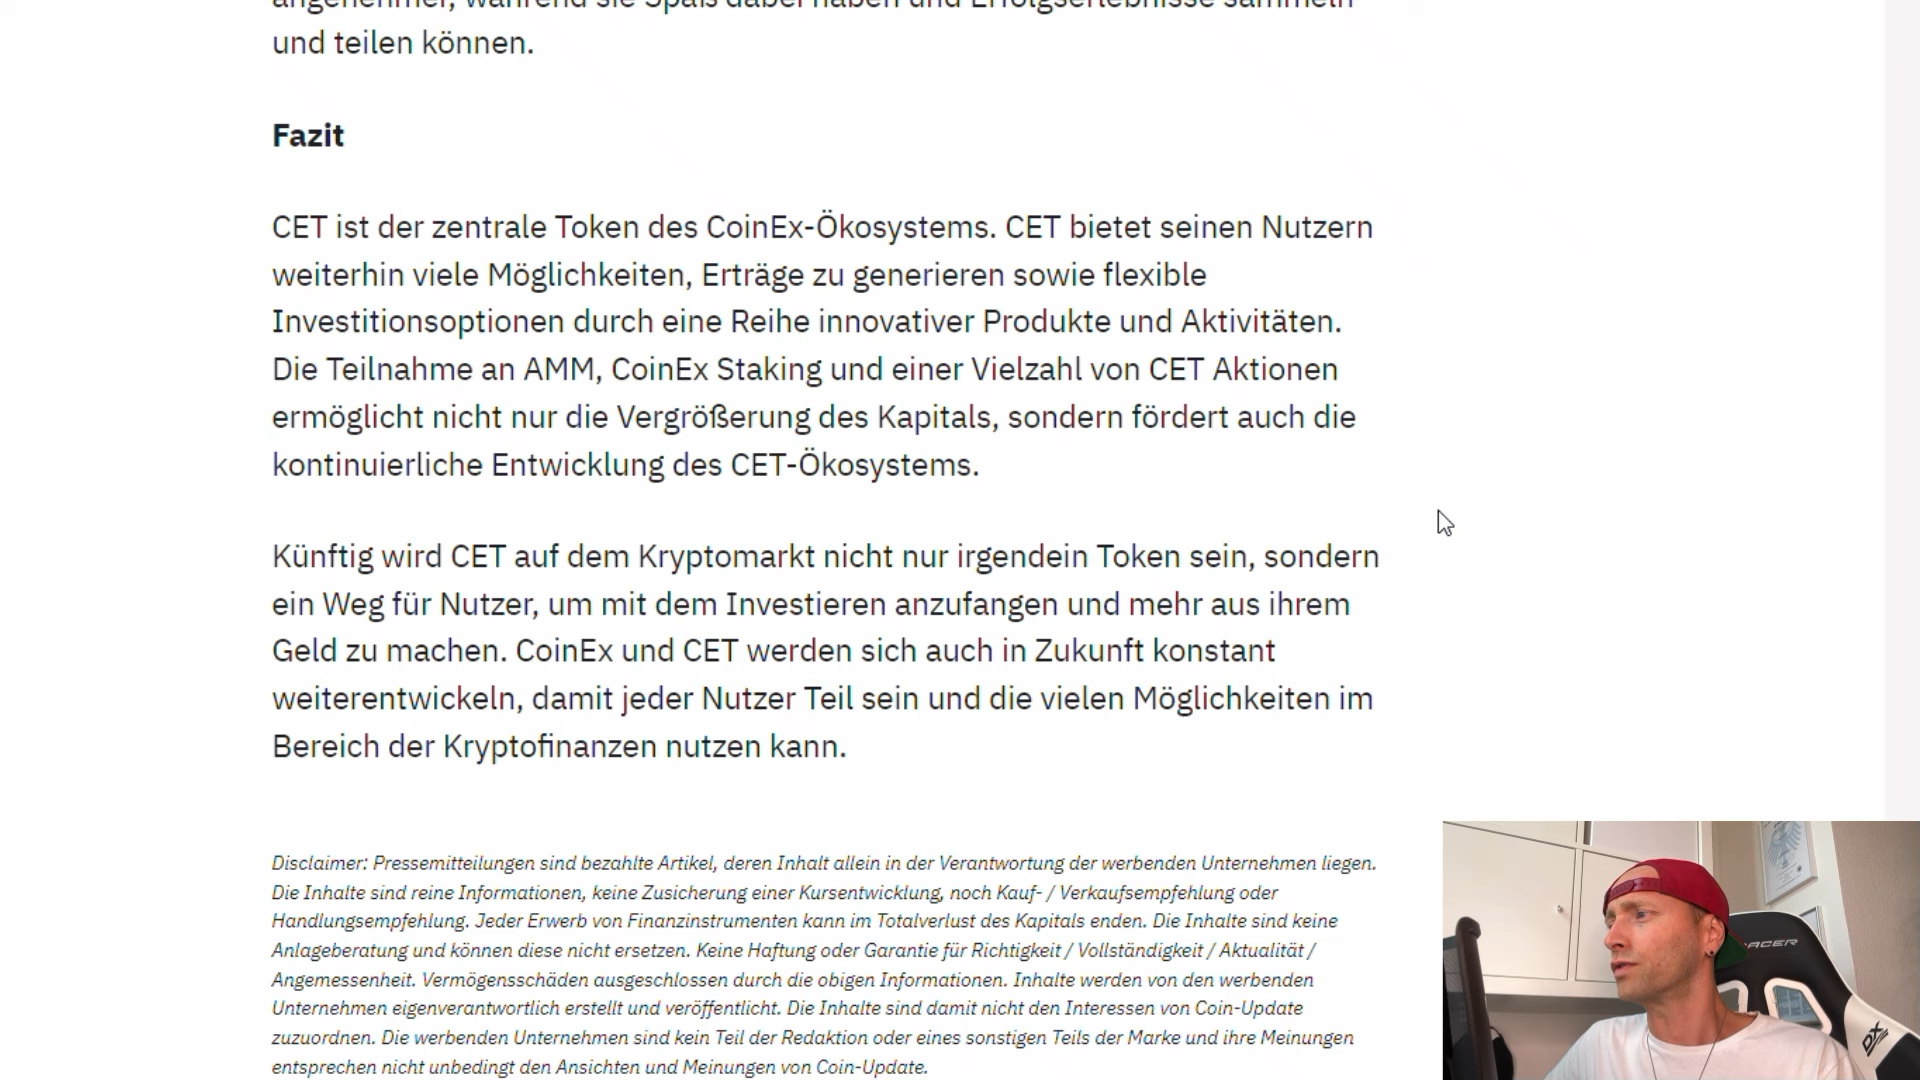 und teilen können.
Fazit
CET ist der zentrale Token des CoinEx-Ökosystems. CET bietet seinen Nutzern
weiterhin viele Möglichkeiten, Erträge zu generieren sowie flexible
Investitionsoptionen durch eine Reihe innovativer Produkte und Aktivitäten.
Die Teilnahme an AMM, CoinEx Staking und einer Vielzahl von CET Aktionen
ermöglicht nicht nur die Vergrößerung des Kapitals, sondern fördert auch die
kontinuierliche Entwicklung des CET-Ökosystems.
Künftig wird CET auf dem Kryptomarkt nicht nur irgendein Token sein, sondern
ein Weg für Nutzer, um mit dem Investieren anzufangen und mehr aus ihrem
Geld zu machen. CoinEx und CET werden sich auch in Zukunft konstant
weiterentwickeln, damit jeder Nutzer Teil sein und die vielen Möglichkeiten im
Bereich der Kryptofinanzen nutzen kann.
Disclaimer: Pressemitteilungen sind bezahlte Artikel, deren Inhalt allein in der Verantwortung der werbenden Unternehmen liegen.
Die Inhalte sind reine Informationen, keine Zusicherung einer Kursentwicklung, noch Kauf- / Verkaufsempfehlung oder
Handlungsempfehlung. Jeder Erwerb von Finanzinstrumenten kann im Totalverlust des Kapitals enden. Die Inhalte sind keine
Anlageberatung und können diese nicht ersetzen. Keine Haftung oder Garantie für Richtigkeit / Vollständigkeit / Aktualität /
Angemessenheit. Vermögensschäden ausgeschlossen durch die obigen Informationen. Inhalte werden von den werbenden
Unternehmen eigenverantwortlich erstellt und veröffentlicht. Die Inhalte sind damit nicht den Interessen von Coin-Update
zuzuordnen. Die werbenden Unternehmen sind kein Teil der Redaktion oder eines sonstigen Teils der Marke und ihre Meinungen
entsprechen nicht unbedingt den Ansichten und Meinungen von Coin-Update.